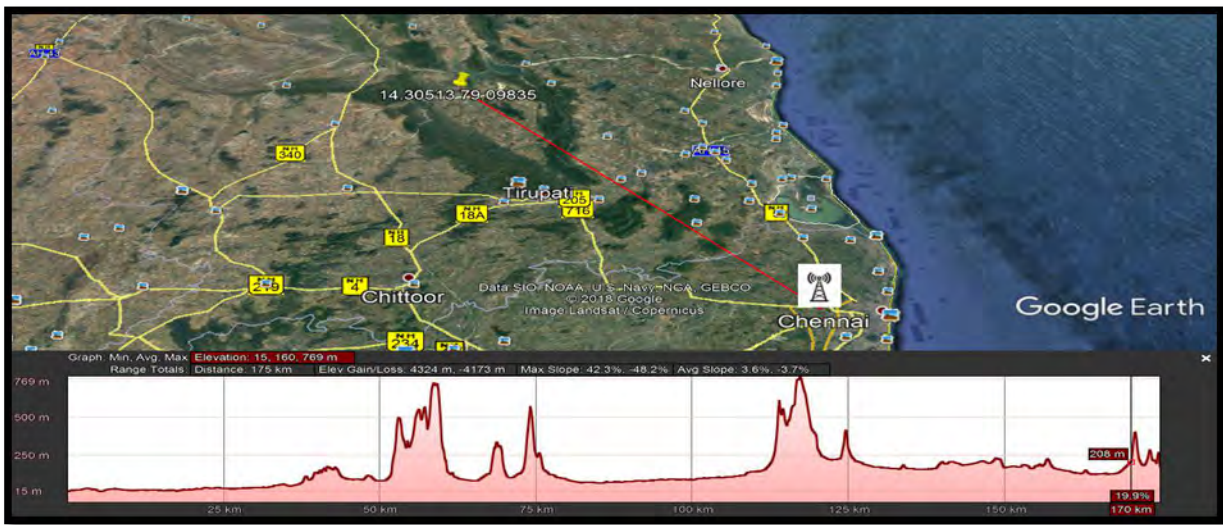 Nellore
14.30513-79-09835
NH
340
Tirupati
205
716
NH
18A
NH
18
NH
4
Chittoor
Data SIO, NOAA, U.S. Navy, NGA, GEBCO
© 2018 Google
Image Landsat / Copernicus
Google Earth
Chennai
NH
234
Graph: Min, Avg, Max Elevation: 15, 160, 769 m
Range Totals Distance: 175 km Elev Gain/Loss: 4324 m, -4173 m Max Slope: 42.3%, -48.2% Avg Slope: 3.6%, -3.7%
769 m
500 m
250 m
208 m
15 m
19.9%
25 km 50 km 75 km 100 km 125 km 150 km 170 km